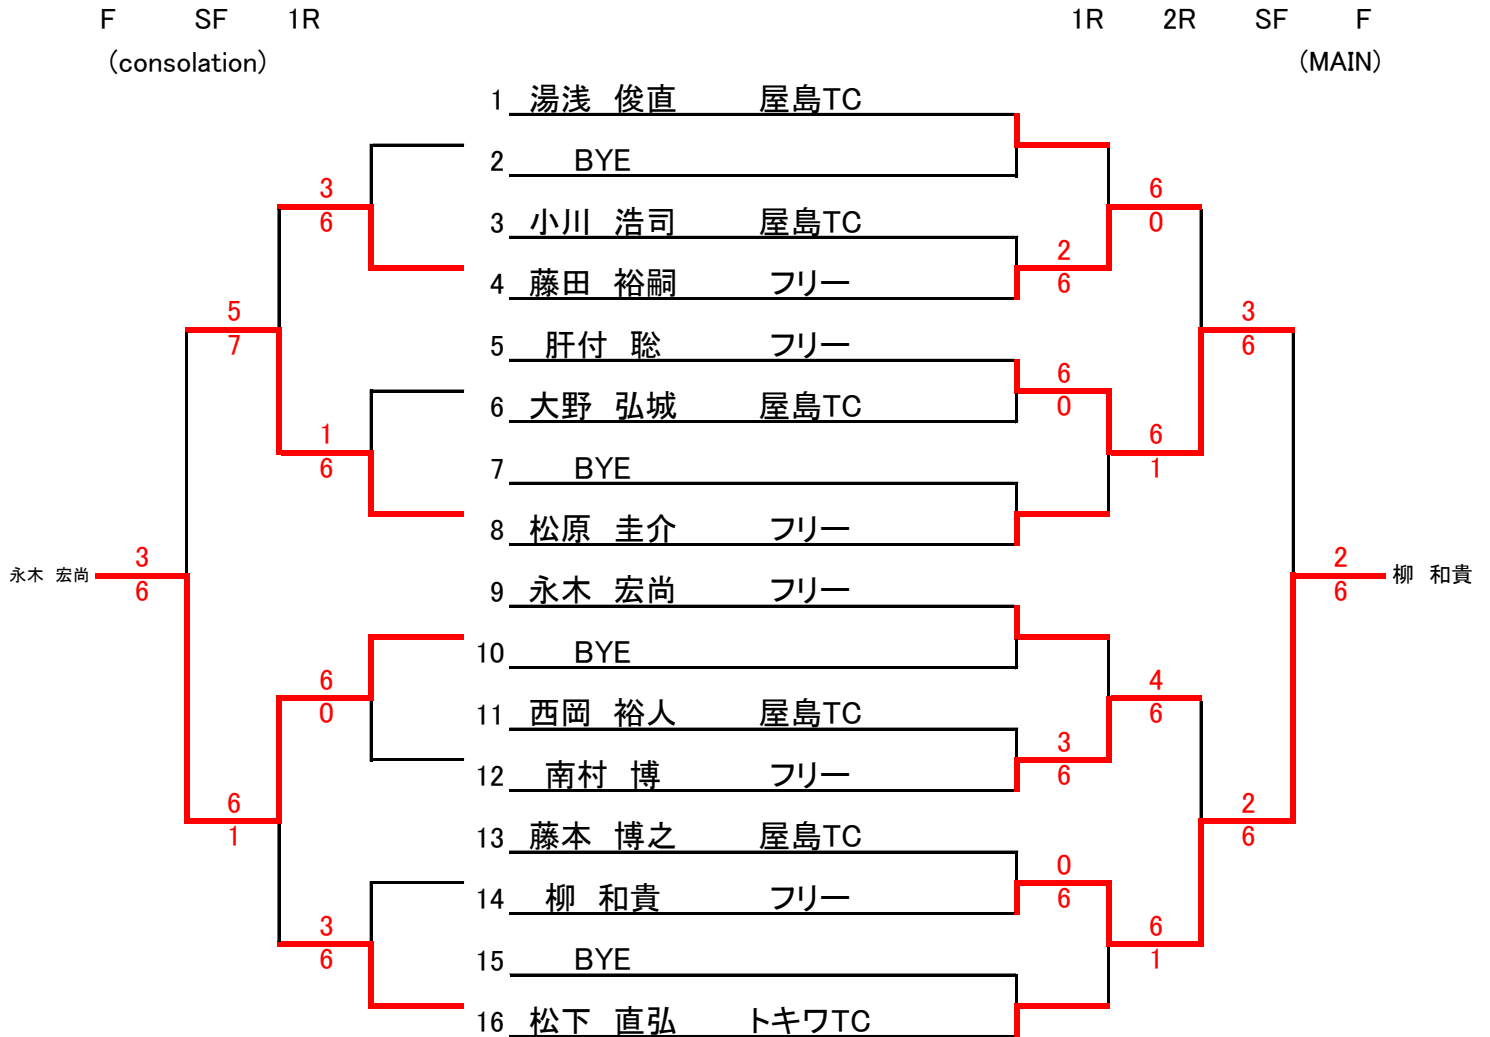 F SF 1R 1R 2R SF F
(consolation) (MAIN)
1 湯浅 俊直 屋島TC
2 BYE
3 6 6 0
3 小川 浩司 屋島TC
2 6
4 藤田 裕嗣 フリー
5 7 3 6
5 肝付 聡 フリー
6 0
6 大野 弘城 屋島TC
1 6 6 1
7 BYE
8 松原 圭介 フリー
永木 宏尚 3 6 2 6 柳 和貴
9 永木 宏尚 フリー
10 BYE
6 0 4 6
11 西岡 裕人 屋島TC
3 6
12 南村 博 フリー
6 1 2 6
13 藤本 博之 屋島TC
0 6
14 柳 和貴 フリー
3 6 6 1
15 BYE
16 松下 直弘 トキワTC